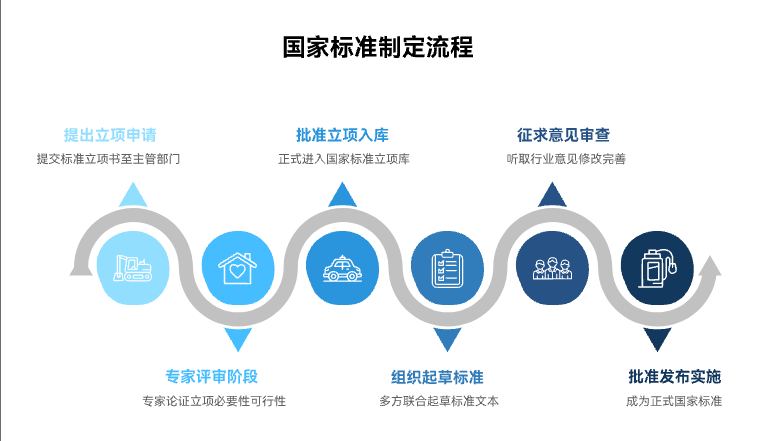 国家标准制定流程
提出立项申请
提交标准立项书至主管部门
批准立项入库
正式进入国家标准立项库
征求意见审查
听取行业意见修改完善
专家评审阶段
专家论证立项必要性可行性
组织起草标准
多方联合起草标准文本
批准发布实施
成为正式国家标准